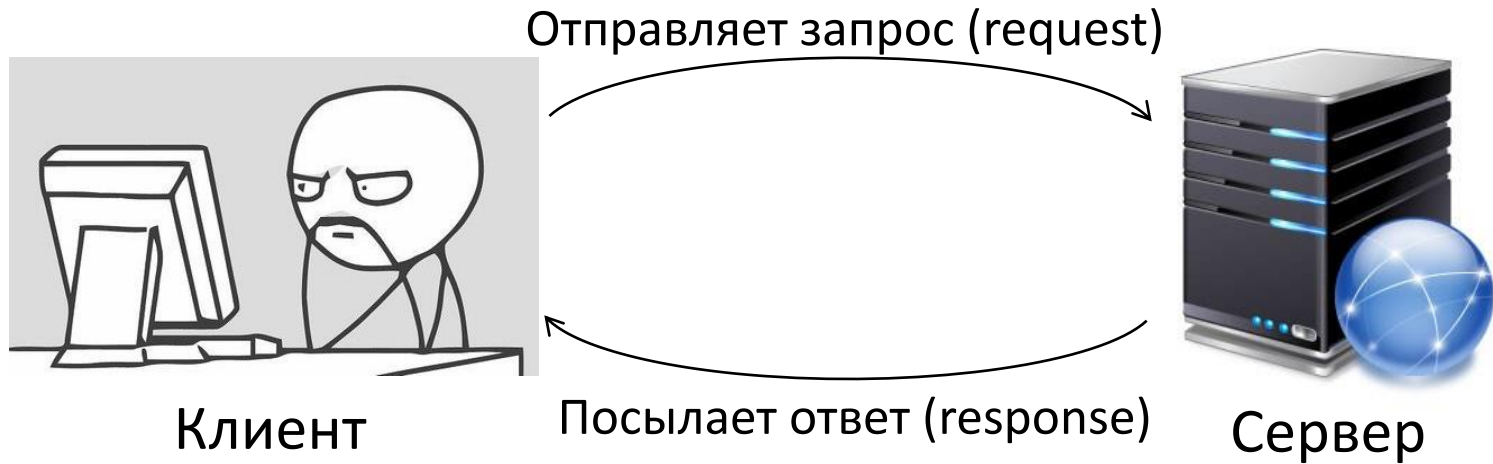 Отправляет запрос (request)
Клиент
Посылает ответ (response)
Сервер